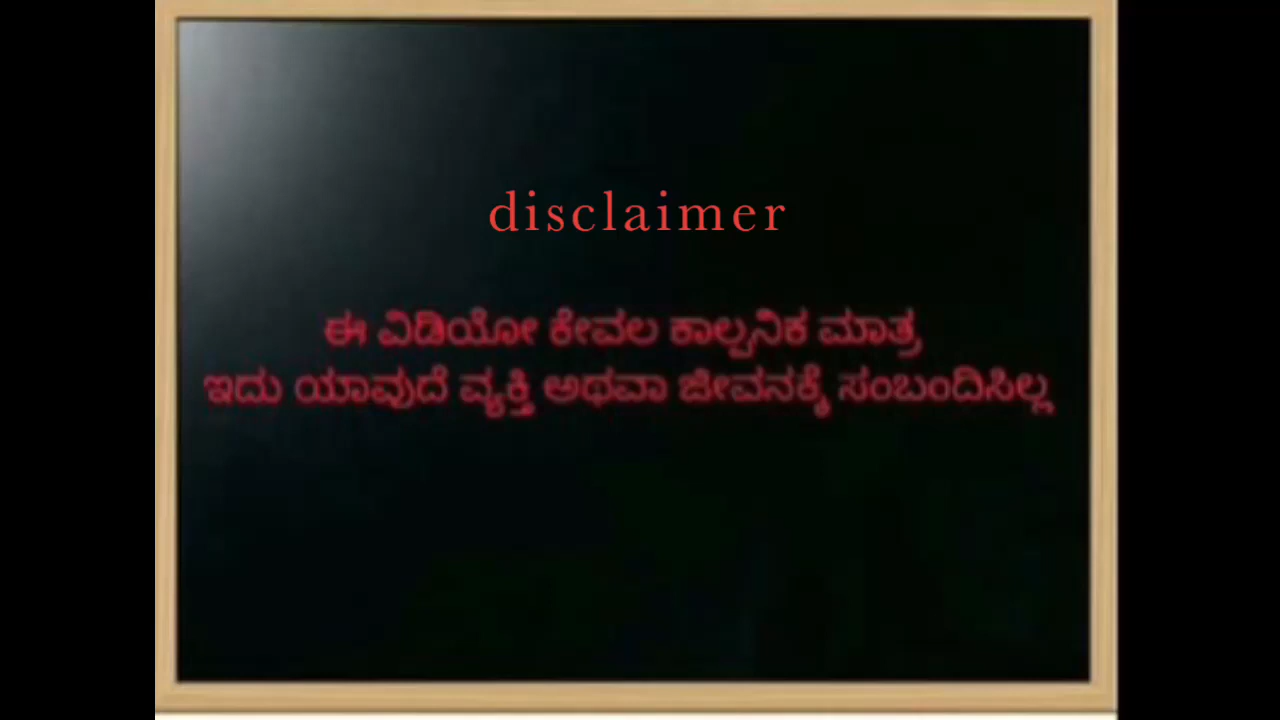 disclaimer
ಈ ವಿಡಿಯೋ ಕೇವಲ ಕಾಲ್ಪನಿಕ ಮಾತ್ರ
ಇದು ಯಾವುದೆ ವ್ಯಕ್ತಿ ಅಥವಾ ಜೀವನಕ್ಕೆ ಸಂಬಂದಿಸಿಲ್ಲ